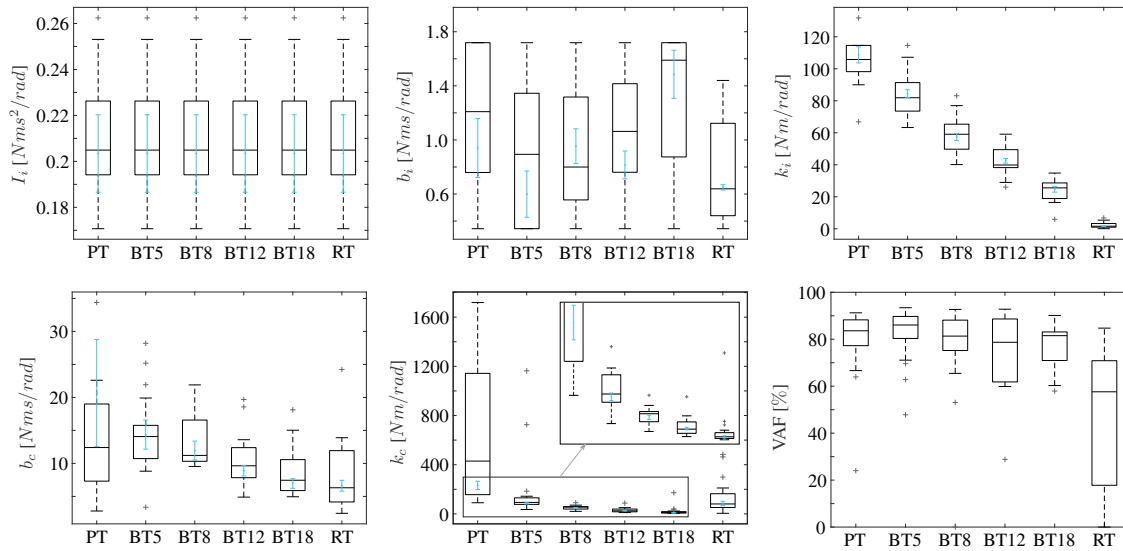 0.26
0.24
0.22
0.2
0.18
I_i [Nms^2/rad]
PT BT5 BT8 BT12 BT18 RT
1.8
1.4
1.0
0.6
b_i [Nms/rad]
PT BT5 BT8 BT12 BT18 RT
120
100
80
60
40
20
0
k_i [Nm/rad]
PT BT5 BT8 BT12 BT18 RT
30
20
10
b_c [Nms/rad]
PT BT5 BT8 BT12 BT18 RT
1600
1200
800
400
0
k_c [Nm/rad]
PT BT5 BT8 BT12 BT18 RT
100
80
60
40
20
0
VAF [%]
PT BT5 BT8 BT12 BT18 RT